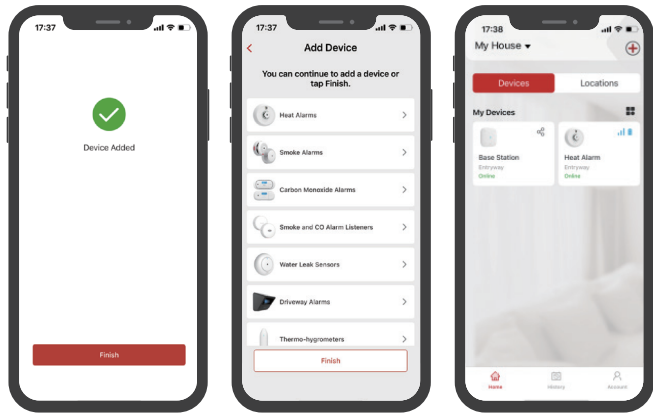 17:37
Device Added
Finish
17:37
Add Device
You can continue to add a device or
tap Finish.
Heat Alarms
Smoke Alarms
Carbon Monoxide Alarms
Smoke and CO Alarm Listeners
Water Leak Sensors
Driveway Alarms
Thermo-hygrometers
Finish
17:38
My House
Devices Locations
My Devices
Base Station Heat Alarm
Entryway Entryway
Online Online
Home History Account